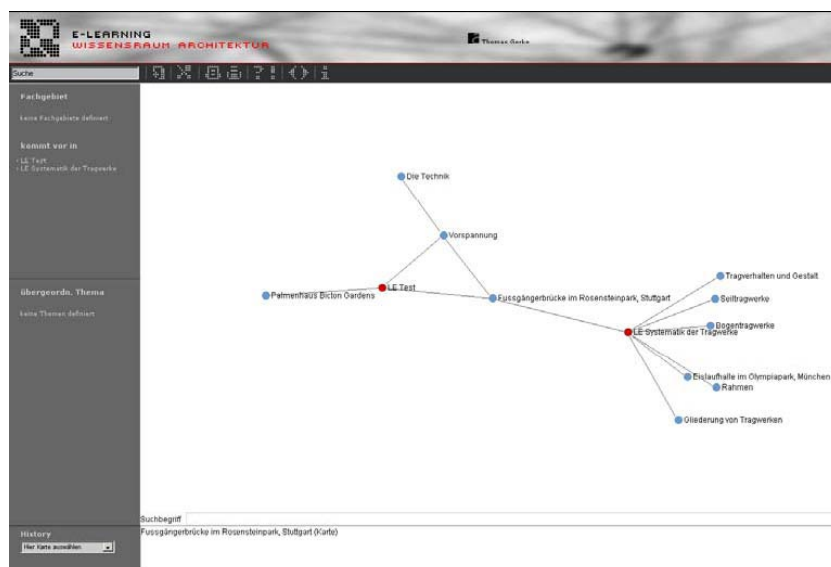 E-LEARNING
WISSENSRAUM ARCHITEKTUR
Thomas Gerke
Suche
Fachgebiet
keine Fachgebiete definiert
kommt vor in
LE Test
LE Systematik der Tragwerke
übergeordn. Thema
keine Themen definiert
Die Technik
Vorspannung
LE Test
Palmenhaus Bicton Gardens
Fussgängerbrücke im Rosensteinpark, Stuttgart
Tragverhalten und Gestalt
Seiltragwerke
Bogentragwerke
LE Systematik der Tragwerke
Eislaufhalle im Olympiapark, München
Rahmen
Gliederung von Tragwerken
Suchbegriff
Fussgängerbrücke im Rosensteinpark, Stuttgart (Karte)
History
Hier Karte auswählen